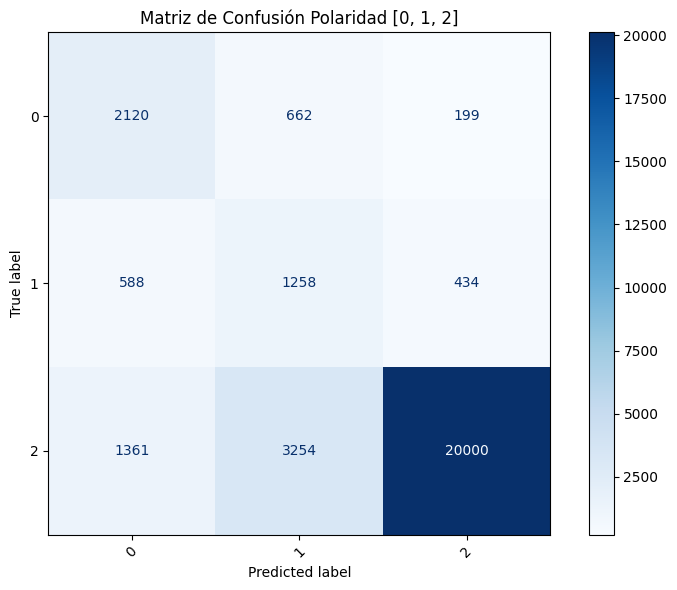 Matriz de Confusión Polaridad [0, 1, 2]
True label
0
2120 662 199
1
588 1258 434
2
1361 3254 20000
0 1 2
Predicted label
20000
17500
15000
12500
10000
7500
5000
2500